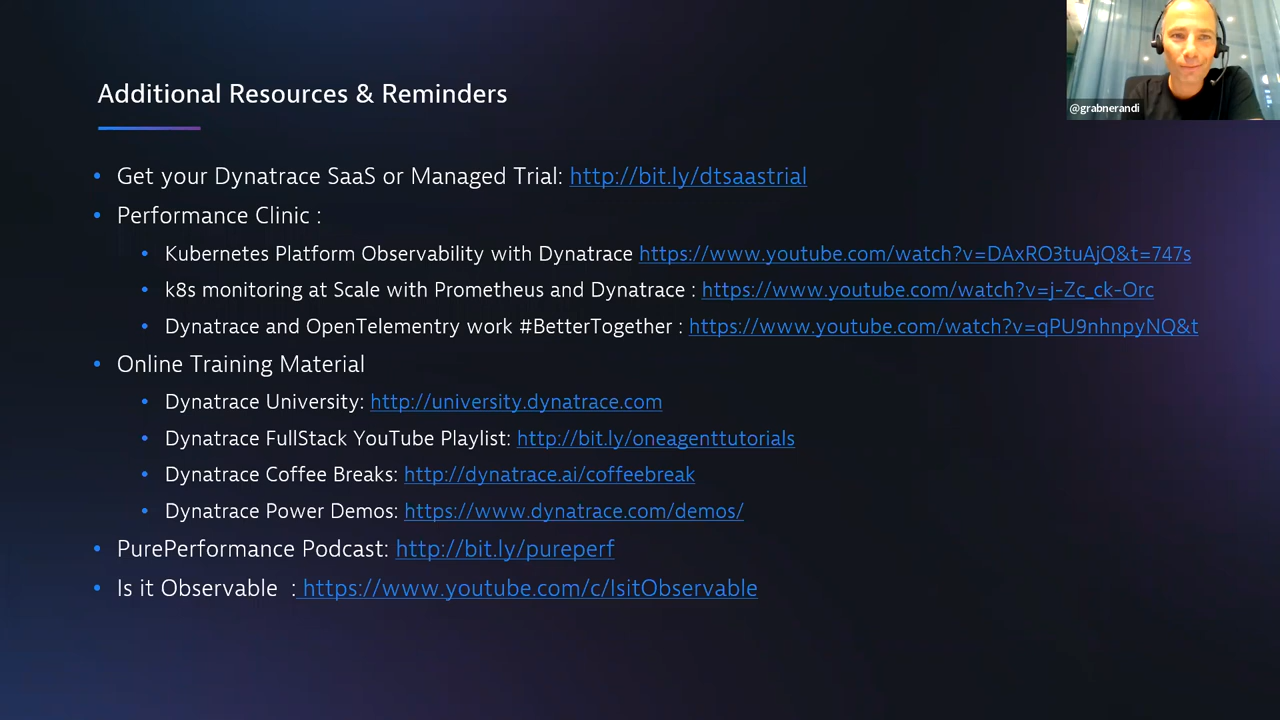 @grabnerandi
Additional Resources & Reminders
• Get your Dynatrace SaaS or Managed Trial: http://bit.ly/dtsaastrial
• Performance Clinic :
• Kubernetes Platform Observability with Dynatrace https://www.youtube.com/watch?v=DAxRO3tuAjQ&t=747s
• k8s monitoring at Scale with Prometheus and Dynatrace : https://www.youtube.com/watch?v=j-Zc_ck-Orc
• Dynatrace and OpenTelementry work #BetterTogether : https://www.youtube.com/watch?v=qPU9nhnpyNQ&t
• Online Training Material
• Dynatrace University: http://university.dynatrace.com
• Dynatrace FullStack YouTube Playlist: http://bit.ly/oneagenttutorials
• Dynatrace Coffee Breaks: http://dynatrace.ai/coffeebreak
• Dynatrace Power Demos: https://www.dynatrace.com/demos/
• PurePerformance Podcast: http://bit.ly/pureperf
• Is it Observable : https://www.youtube.com/c/IsitObservable